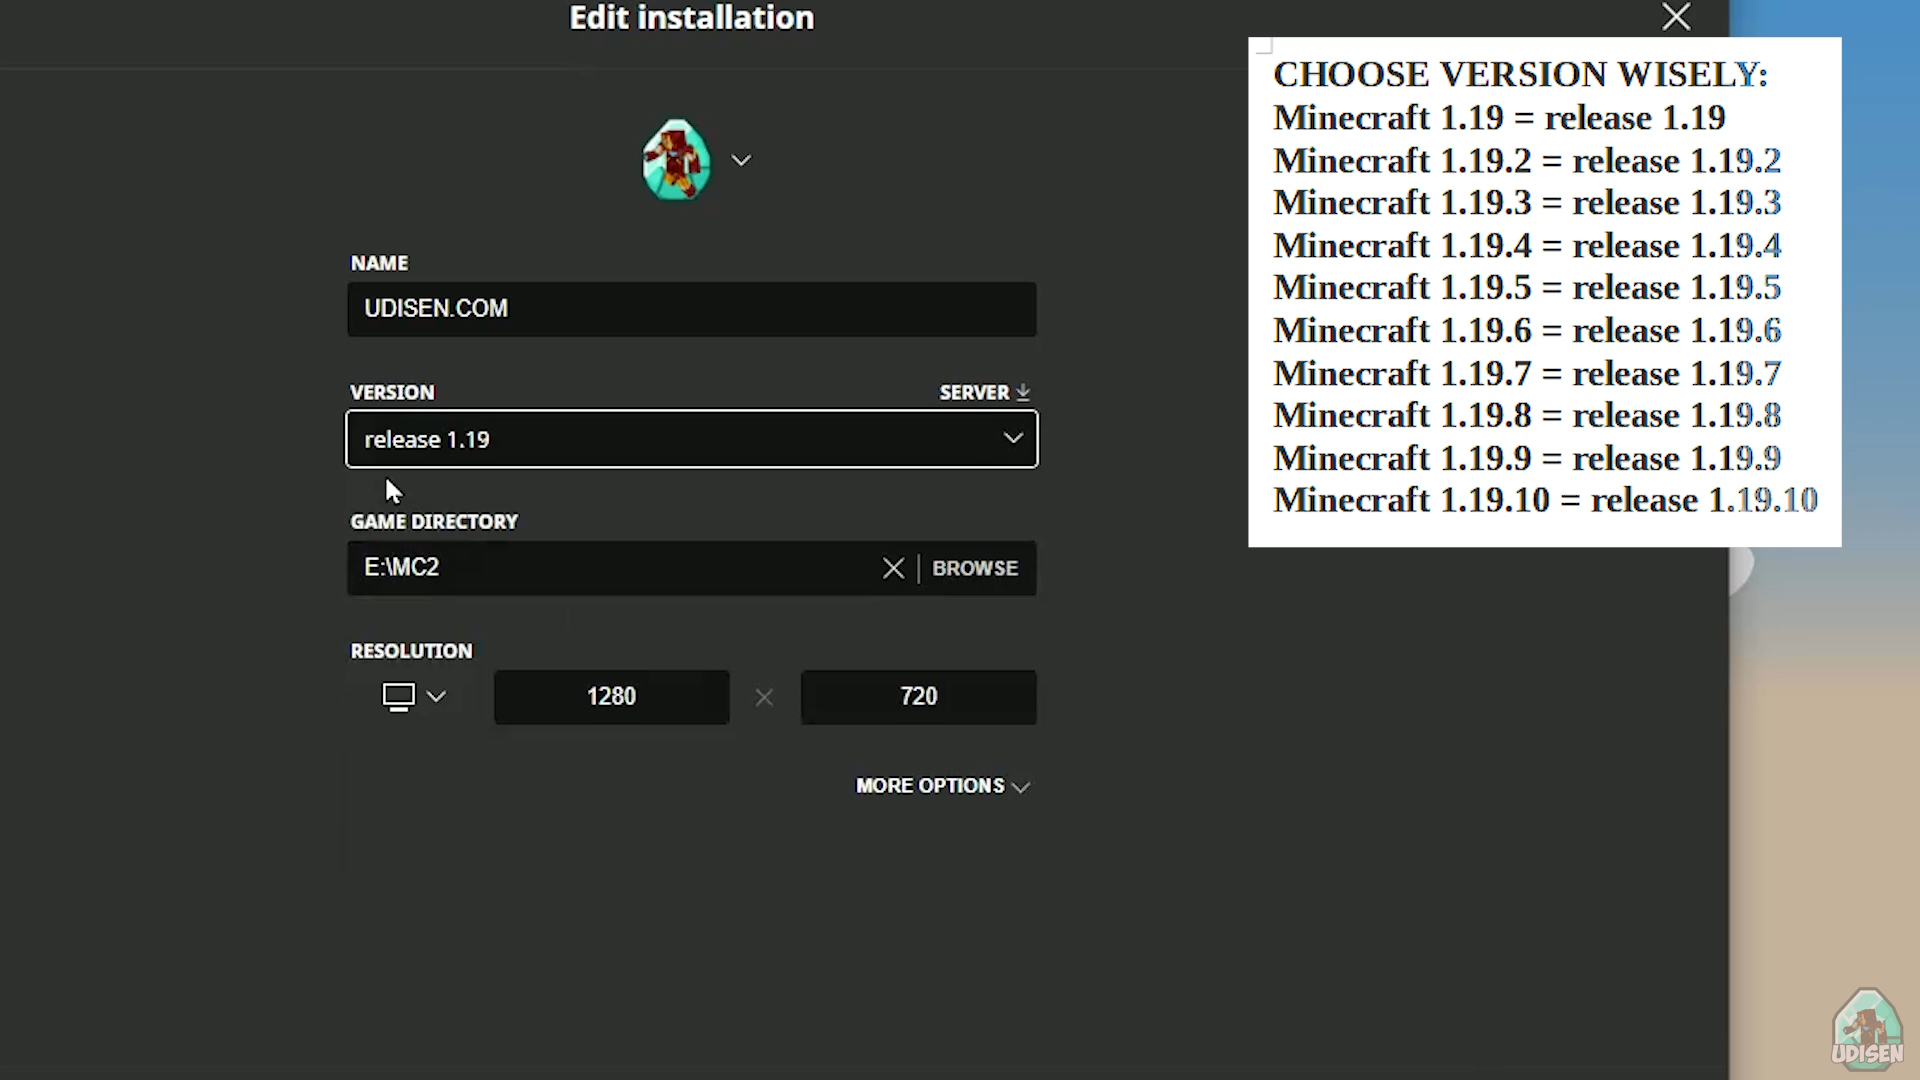 Edit installation
CHOOSE VERSION WISELY:
Minecraft 1.19 = release 1.19
Minecraft 1.19.2 = release 1.19.2
Minecraft 1.19.3 = release 1.19.3
Minecraft 1.19.4 = release 1.19.4
Minecraft 1.19.5 = release 1.19.5
Minecraft 1.19.6 = release 1.19.6
Minecraft 1.19.7 = release 1.19.7
Minecraft 1.19.8 = release 1.19.8
Minecraft 1.19.9 = release 1.19.9
Minecraft 1.19.10 = release 1.19.10
NAME
UDISEN.COM
VERSION SERVER
release 1.19
GAME DIRECTORY
E:\MC2 BROWSE
RESOLUTION
1280 × 720
MORE OPTIONS
UDISEN